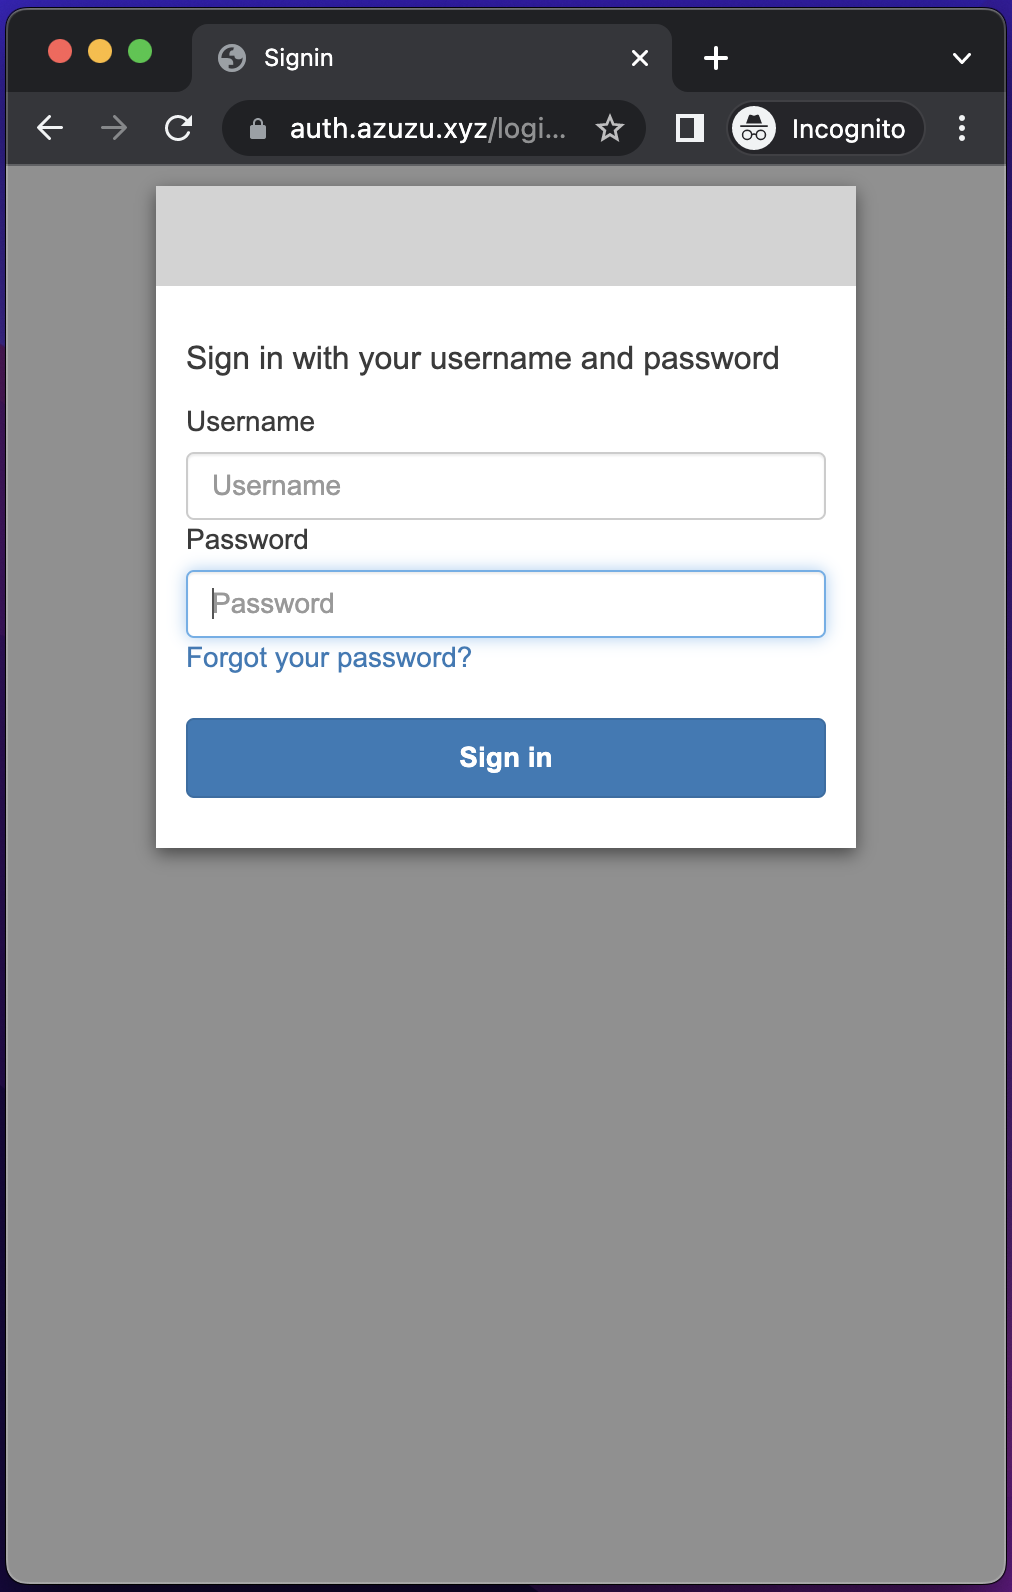 Signin
auth.azuzu.xyz/logi...
Incognito
Sign in with your username and password
Username
Username
Password
Password
Forgot your password?
Sign in